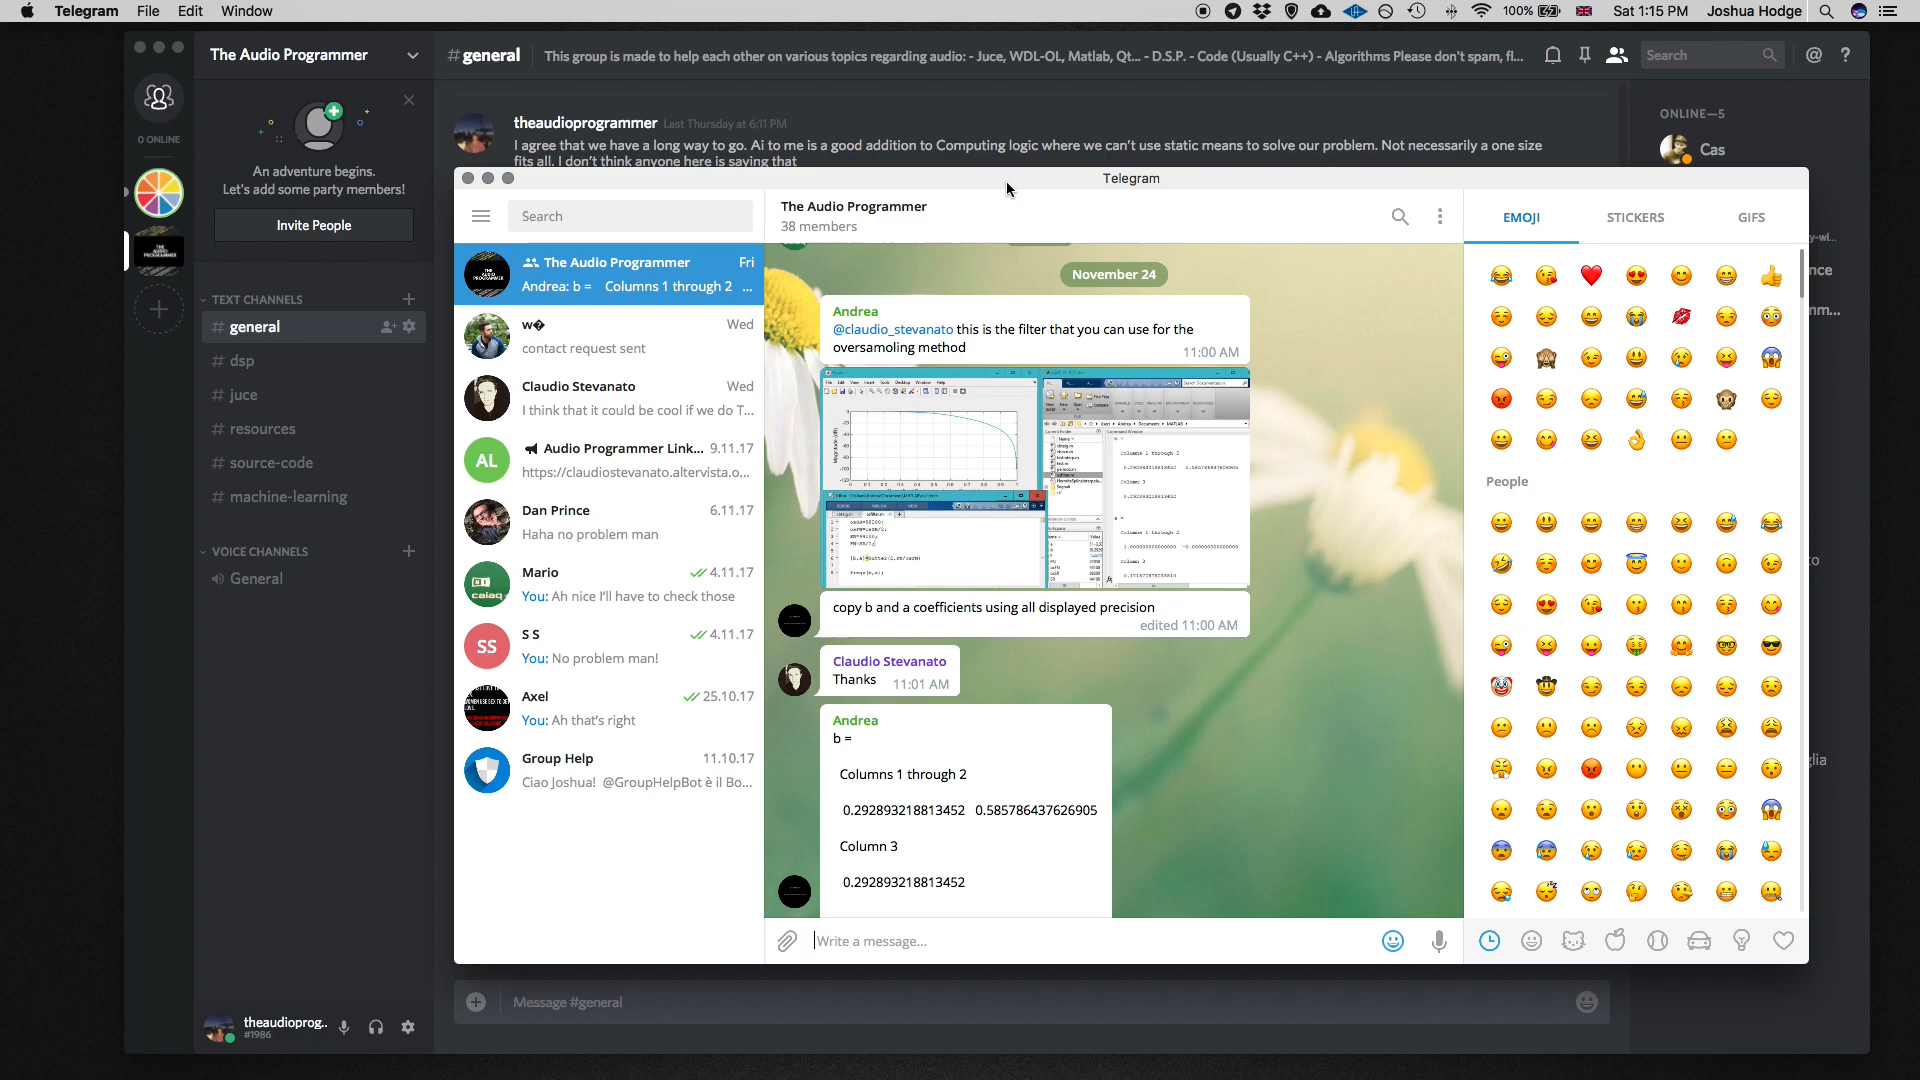 Telegram File Edit Window
100% Sat 1:15 PM Joshua Hodge
The Audio Programmer
#general
This group is made to help each other on various topics regarding audio: - Juce, WDL-OL, Matlab, Qt... - D.S.P. - Code (Usually C++) - Algorithms Please don't spam, fl...
Search
0 ONLINE
An adventure begins.
Let's add some party members!
Invite People
TEXT CHANNELS
# general
# dsp
# juce
# resources
# source-code
# machine-learning
VOICE CHANNELS
General
theaudioprog..
#1986
theaudioprogrammer Last Thursday at 6:11 PM
I agree that we have a long way to go. Ai to me is a good addition to Computing logic where we can't use static means to solve our problem. Not necessarily a one size
fits all. I don't think anyone here is saying that
ONLINE—5
Cas
Telegram
Search
The Audio Programmer Fri
Andrea: b = Columns 1 through 2 ...
w� Wed
contact request sent
Claudio Stevanato Wed
I think that it could be cool if we do T...
AL
Audio Programmer Link... 9.11.17
https://claudiostevanato.altervista.o...
Dan Prince 6.11.17
Haha no problem man
Mario 4.11.17
You: Ah nice I'll have to check those
SS
S S 4.11.17
You: No problem man!
Axel 25.10.17
You: Ah that's right
Group Help 11.10.17
Ciao Joshua! @GroupHelpBot è il Bo...
The Audio Programmer
38 members
November 24
Andrea
@claudio_stevanato this is the filter that you can use for the
oversamoling method
11:00 AM
copy b and a coefficients using all displayed precision
edited 11:00 AM
Claudio Stevanato
Thanks 11:01 AM
Andrea
b =
Columns 1 through 2
0.292893218813452 0.585786437626905
Column 3
0.292893218813452
Write a message...
EMOJI STICKERS GIFS
People
Message #general